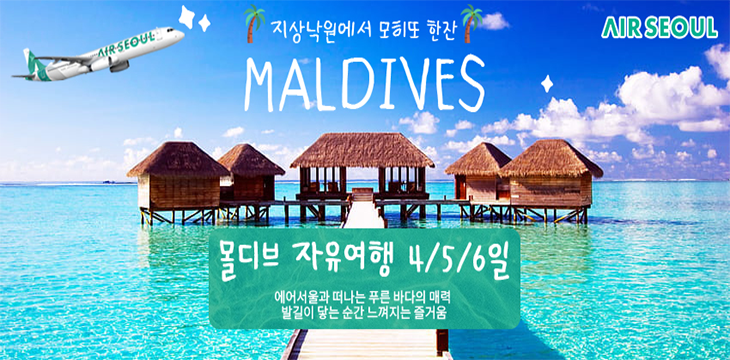 지상낙원에서 모히또 한잔
AIR SEOUL
AIR SEOUL
MALDIVES
몰디브 자유여행 4/5/6일
에어서울과 떠나는 푸른 바다의 매력
발길이 닿는 순간 느껴지는 즐거움